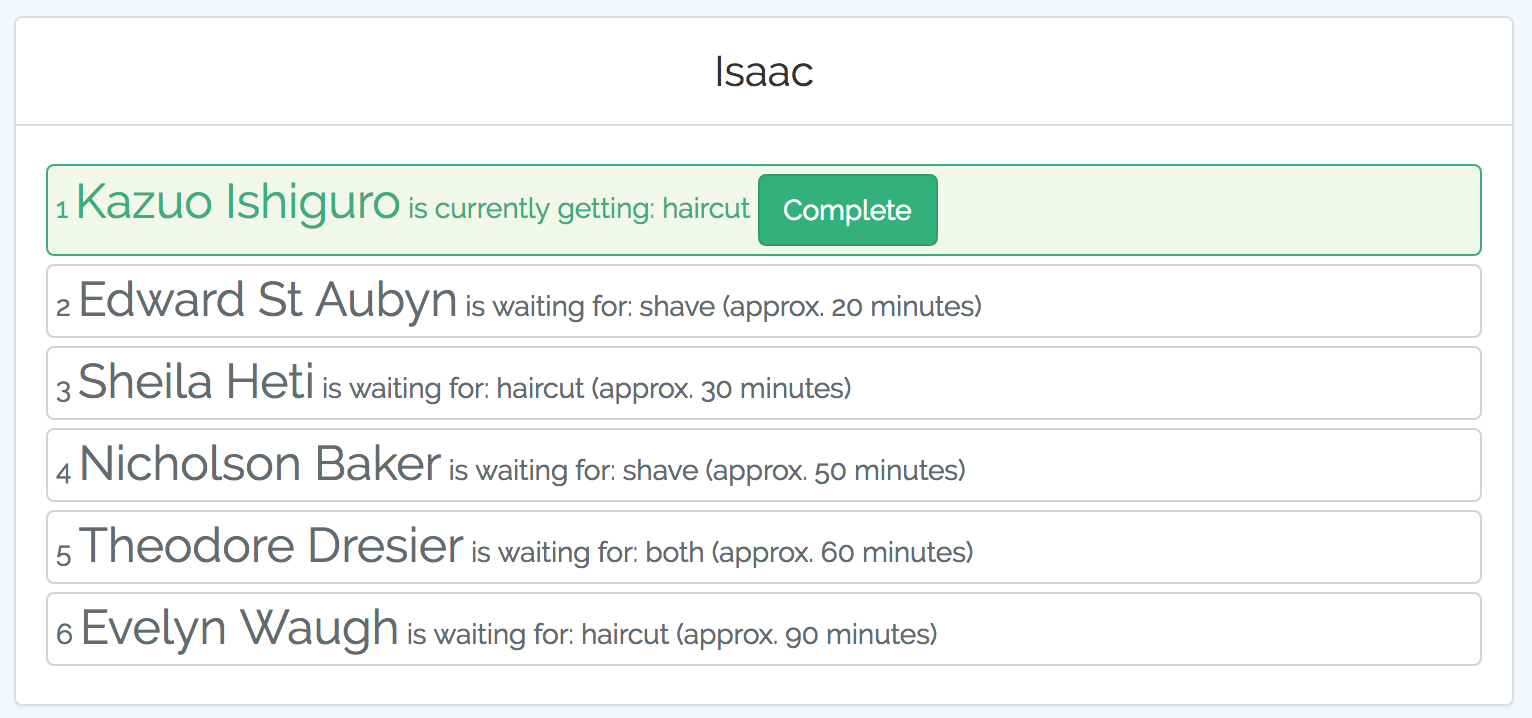 Isaac
1 Kazuo Ishiguro is currently getting: haircut Complete
2 Edward St Aubyn is waiting for: shave (approx. 20 minutes)
3 Sheila Heti is waiting for: haircut (approx. 30 minutes)
4 Nicholson Baker is waiting for: shave (approx. 50 minutes)
5 Theodore Dresier is waiting for: both (approx. 60 minutes)
6 Evelyn Waugh is waiting for: haircut (approx. 90 minutes)